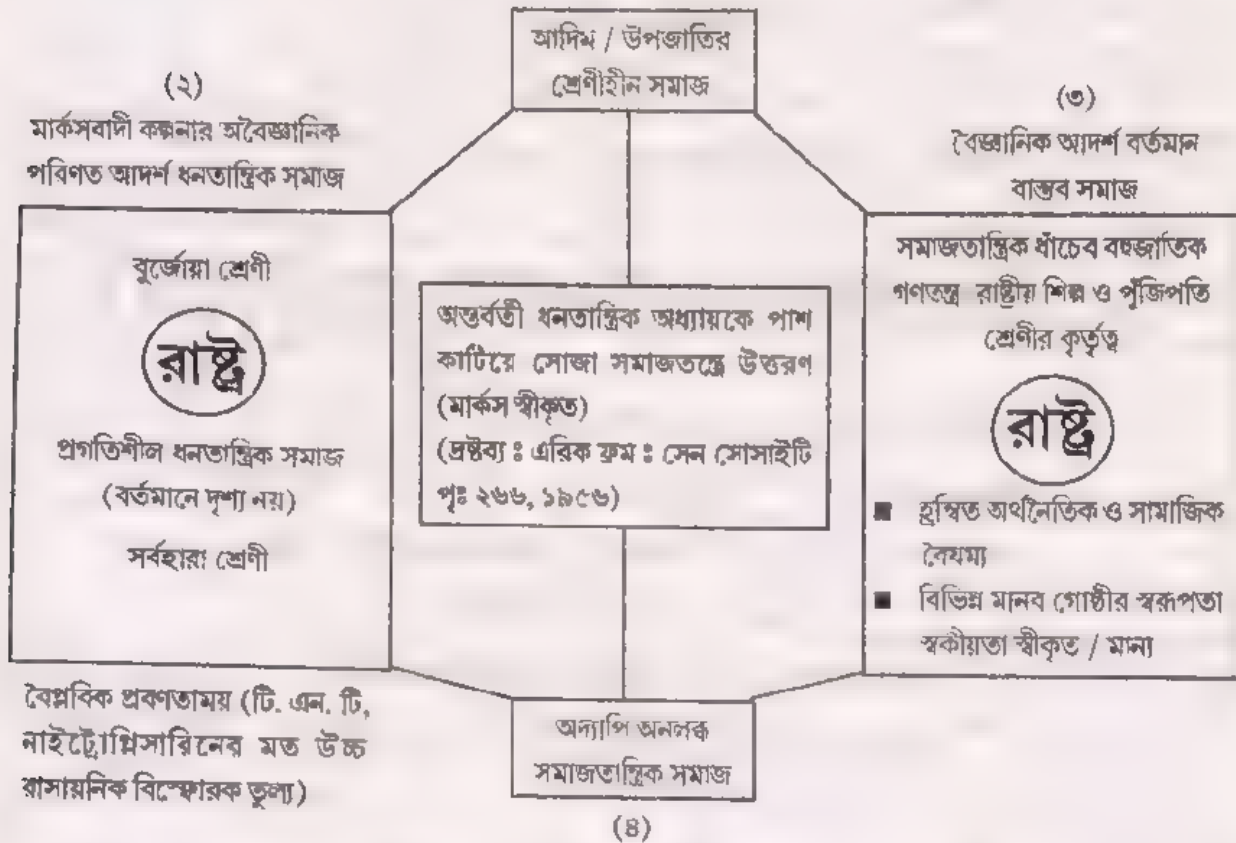 আদিম / উপজাতির
শ্রেণীহীন সমাজ
(২)
মার্কসবাদী কল্পনার অবৈজ্ঞানিক
পরিণত আদর্শ ধনতান্ত্রিক সমাজ
বুর্জোয়া শ্রেণী
রাষ্ট্র
প্রগতিশীল ধনতান্ত্রিক সমাজ
(বর্তমানে দৃশ্য নয়)
সর্বহারা শ্রেণী
বৈপ্লবিক প্রবণতাময় (টি. এন. টি,
নাইট্রোগ্লিসারিনের মত উচ্চ
রাসায়নিক বিস্ফোরক তুল্য)
অন্তর্বর্তী ধনতান্ত্রিক অধ্যায়কে পাশ
কাটিয়ে সোজা সমাজতন্ত্রে উত্তরণ
(মার্কস স্বীকৃত)
(দ্রষ্টব্য ঃ এরিক ফ্রম ঃ সেন সোসাইটি
পৃঃ ২৬৬, ১৯৫৬)
(৩)
বৈজ্ঞানিক আদর্শ বর্তমান
বাস্তব সমাজ
সমাজতান্ত্রিক ধাঁচের বহুজাতিক
গণতন্ত্র রাষ্ট্রীয় শিল্প ও পুঁজিপতি
শ্রেণীর কর্তৃত্ব
রাষ্ট্র
■ হ্রস্বিত অর্থনৈতিক ও সামাজিক
বৈষম্য
■ বিভিন্ন মানব গোষ্ঠীর স্বরূপতা
স্বকীয়তা স্বীকৃত / মান্য
অদ্যাপি অনলব্ধ
সমাজতান্ত্রিক সমাজ
(৪)